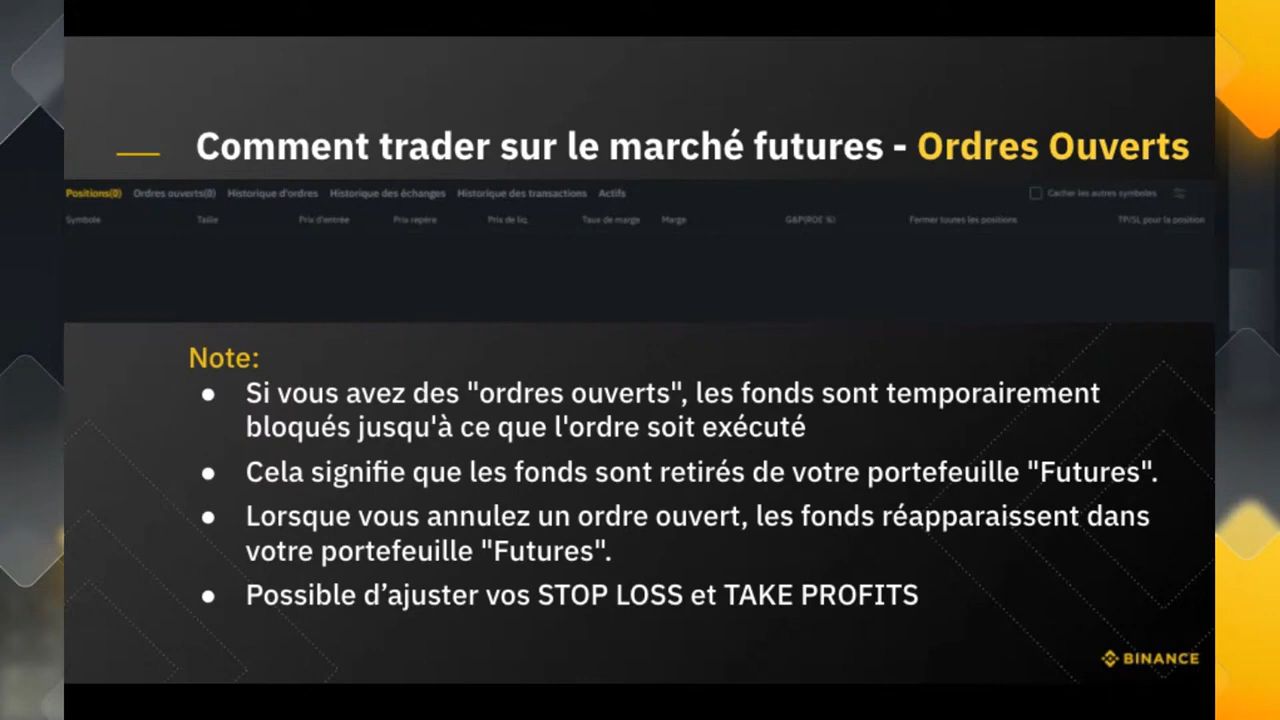 Comment trader sur le marché futures - Ordres Ouverts
Positions(0) Ordres ouverts(0) Historique d'ordres Historique des échanges Historique des transactions Actifs Cacher les autres symboles
Symbole Taille Prix d'entrée Prix repère Prix de liq. Taux de marge Marge G&P(ROE %) Fermer toutes les positions TP/SL pour la position
Note:
● Si vous avez des "ordres ouverts", les fonds sont temporairement
bloqués jusqu'à ce que l'ordre soit exécuté
● Cela signifie que les fonds sont retirés de votre portefeuille "Futures".
● Lorsque vous annulez un ordre ouvert, les fonds réapparaissent dans
votre portefeuille "Futures".
● Possible d’ajuster vos STOP LOSS et TAKE PROFITS
BINANCE